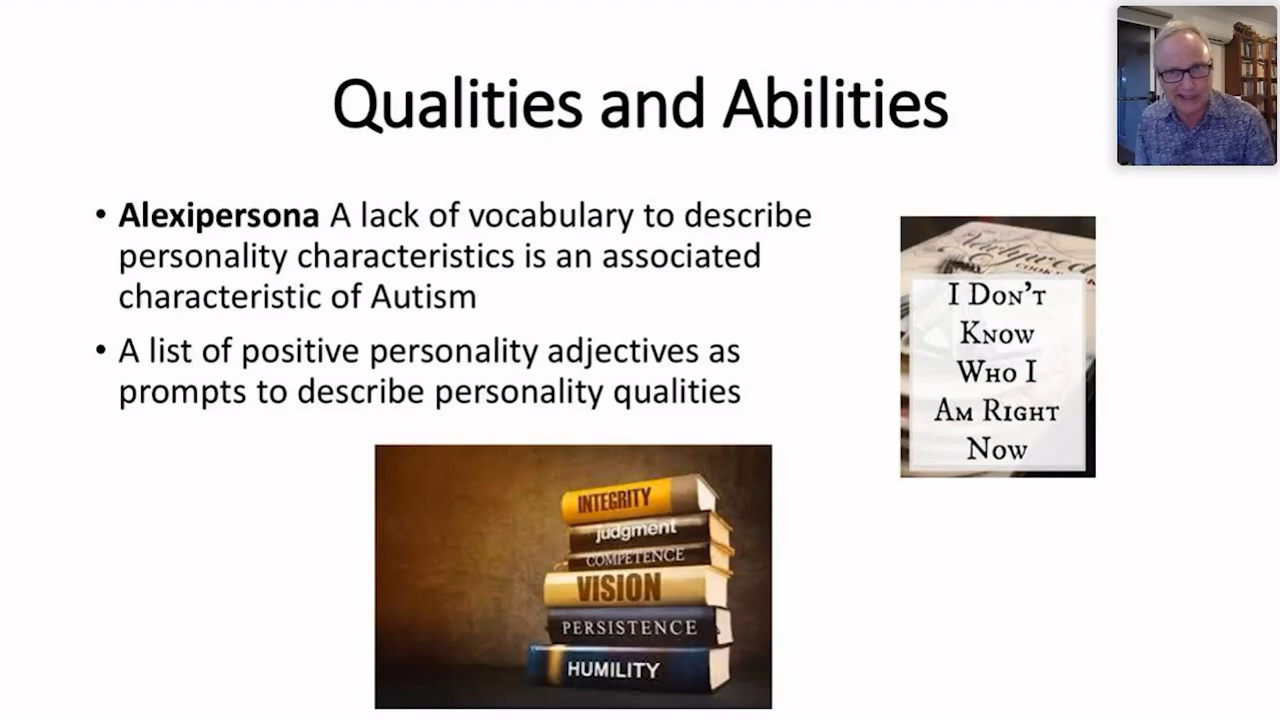 Qualities and Abilities
• Alexipersona A lack of vocabulary to describe
personality characteristics is an associated
characteristic of Autism
• A list of positive personality adjectives as
prompts to describe personality qualities
I Don't
Know
Who I
Am Right
Now
INTEGRITY
judgment
COMPETENCE
VISION
PERSISTENCE
HUMILITY